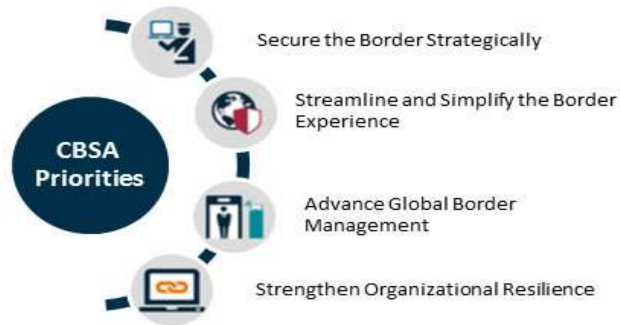 CBSA
Priorities
Secure the Border Strategically
Streamline and Simplify the Border
Experience
Advance Global Border
Management
Strengthen Organizational Resilience